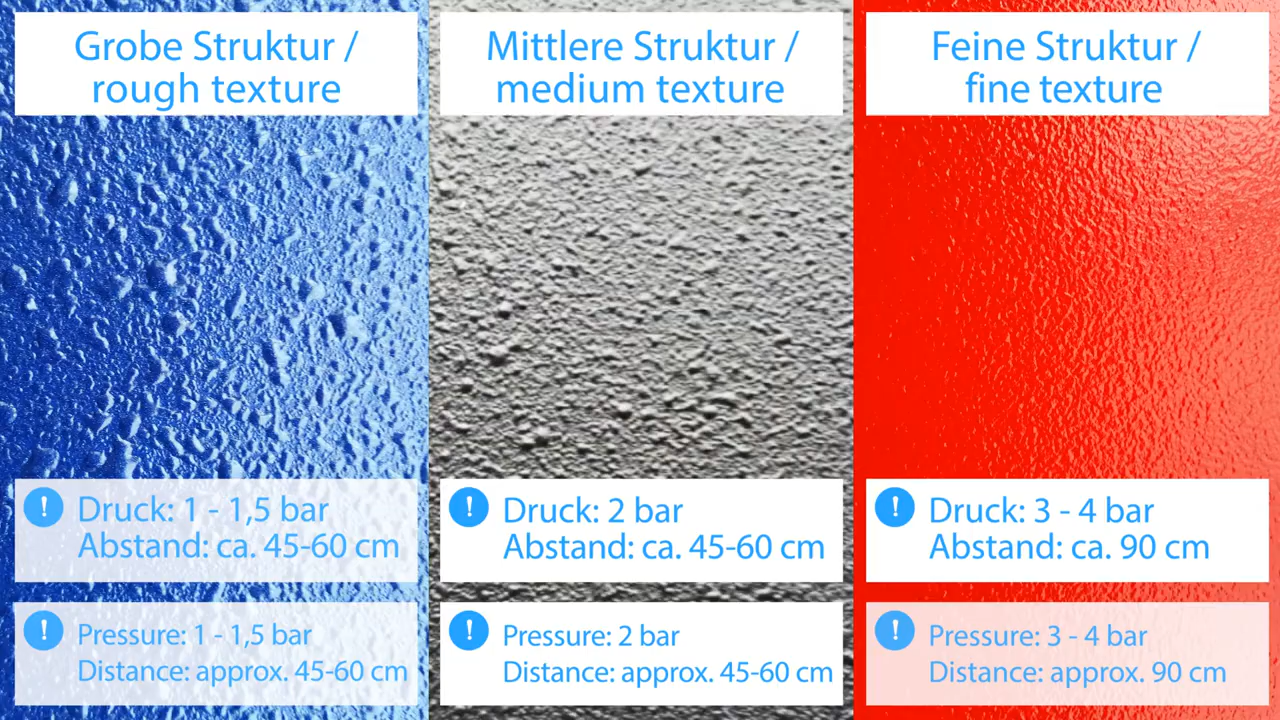 Grobe Struktur /
rough texture
! Druck: 1 - 1,5 bar
Abstand: ca. 45-60 cm
! Pressure: 1 - 1,5 bar
Distance: approx. 45-60 cm
Mittlere Struktur /
medium texture
! Druck: 2 bar
Abstand: ca. 45-60 cm
! Pressure: 2 bar
Distance: approx. 45-60 cm
Feine Struktur /
fine texture
! Druck: 3 - 4 bar
Abstand: ca. 90 cm
! Pressure: 3 - 4 bar
Distance: approx. 90 cm